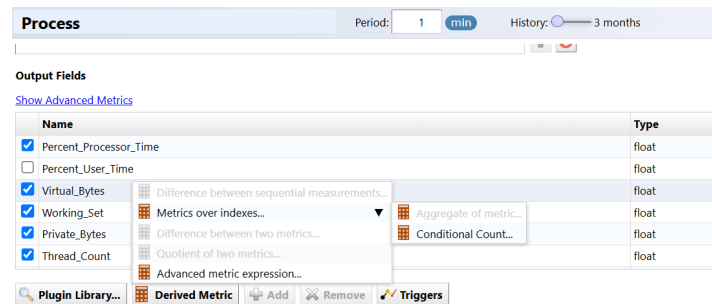 Process Period: 1 min History: 3 months
Output Fields
Show Advanced Metrics
Name Type
Percent_Processor_Time float
Percent_User_Time float
Virtual_Bytes Difference between sequential measurements... float
Working_Set Metrics over indexes... Aggregate of metric... float
Private_Bytes Difference between two metrics... Conditional Count... float
Thread_Count Quotient of two metrics... float
Advanced metric expression...
Plugin Library... Derived Metric Add Remove Triggers